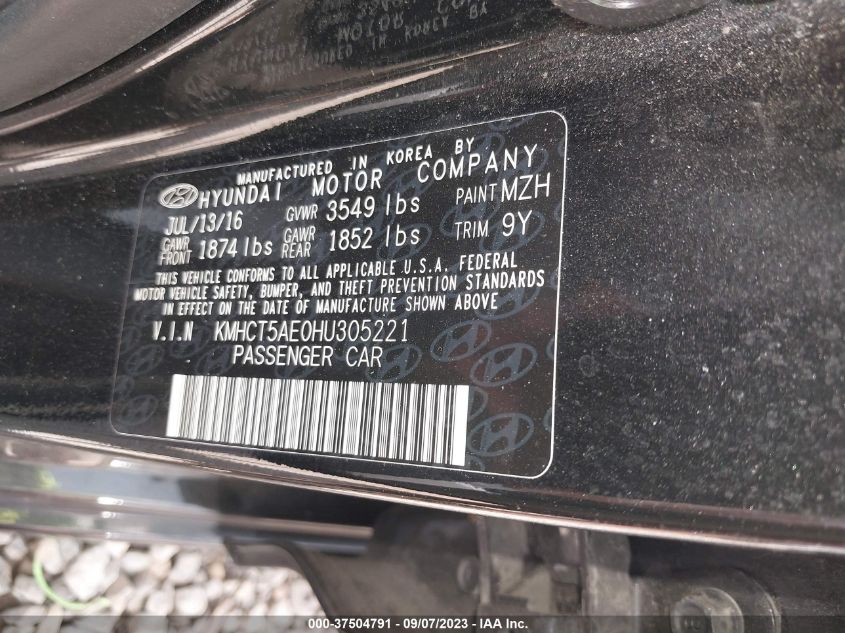 MANUFACTURED IN KOREA BY
HYUNDAI MOTOR COMPANY
JUL/13/16 GVWR 3549 lbs PAINT MZH
GAWR FRONT 1874 lbs GAWR REAR 1852 lbs TRIM 9Y
THIS VEHICLE CONFORMS TO ALL APPLICABLE U.S.A. FEDERAL
MOTOR VEHICLE SAFETY, BUMPER, AND THEFT PREVENTION STANDARDS
IN EFFECT ON THE DATE OF MANUFACTURE SHOWN ABOVE
V.I.N KMHCT5AE0HU305221
PASSENGER CAR
000-37504791 - 09/07/2023 - IAA Inc.